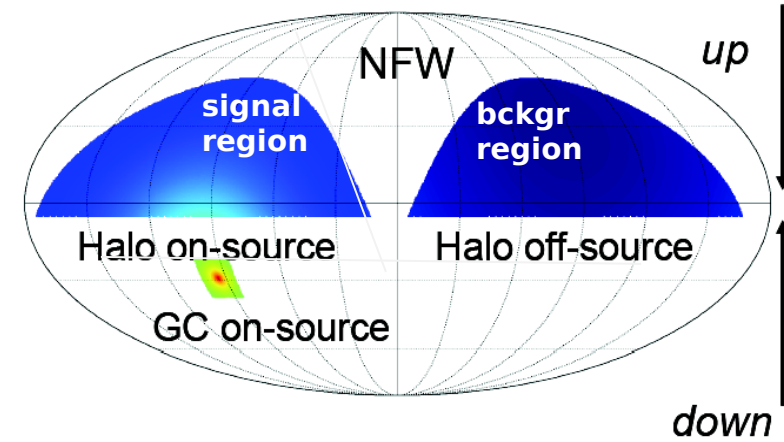 NFW
up
signal
region
bckgr
region
Halo on-source
Halo off-source
GC on-source
down